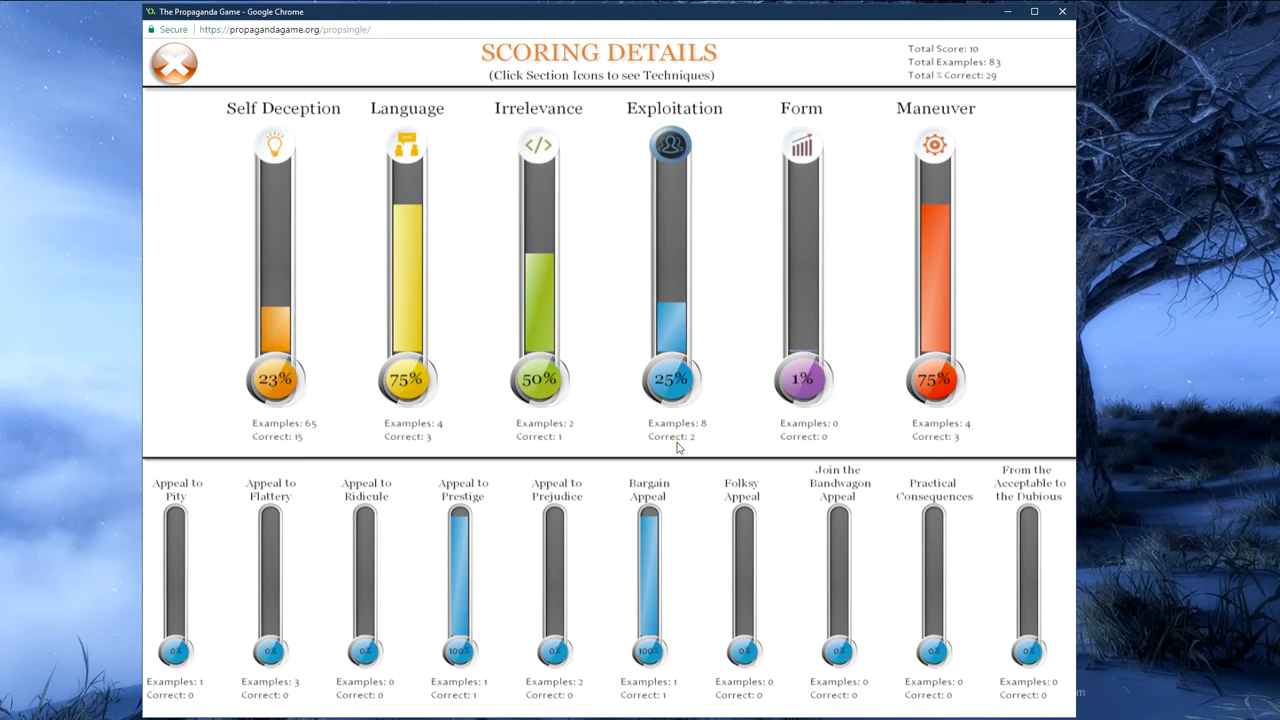 The Propaganda Game - Google Chrome
Secure https://propagandagame.org/propsingle/
SCORING DETAILS
(Click Section Icons to see Techniques)
Total Score: 10
Total Examples: 83
Total % Correct: 29
Self Deception Language Irrelevance Exploitation Form Maneuver
</>
23% 75% 50% 25% 1% 75%
Examples: 65 Examples: 4 Examples: 2 Examples: 8 Examples: 0 Examples: 4
Correct: 15 Correct: 3 Correct: 1 Correct: 2 Correct: 0 Correct: 3
Appeal to Pity
Appeal to Flattery
Appeal to Ridicule
Appeal to Prestige
Appeal to Prejudice
Bargain Appeal
Folksy Appeal
Join the Bandwagon Appeal
Practical Consequences
From the Acceptable to the Dubious
0% 0% 0% 100% 0% 100% 0% 0% 0% 0%
Examples: 1 Examples: 3 Examples: 0 Examples: 1 Examples: 2 Examples: 1 Examples: 0 Examples: 0 Examples: 0 Examples: 0
Correct: 0 Correct: 0 Correct: 0 Correct: 1 Correct: 0 Correct: 1 Correct: 0 Correct: 0 Correct: 0 Correct: 0